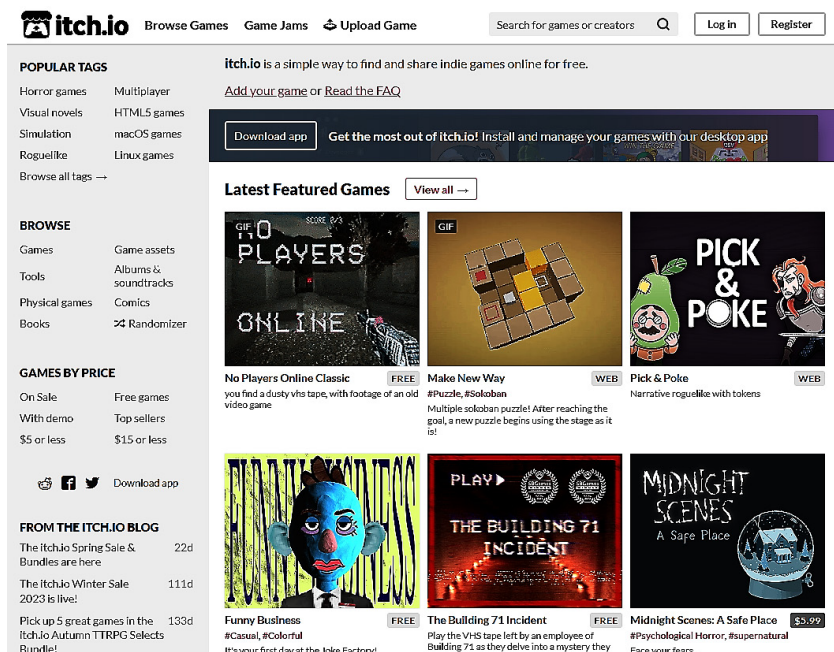 itch.io
Browse Games
Game Jams
Upload Game
Search for games or creators
Log in
Register
POPULAR TAGS
Horror games
Multiplayer
Visual novels
HTML5 games
Simulation
macOS games
Roguelike
Linux games
Browse all tags →
BROWSE
Games
Game assets
Tools
Albums &
soundtracks
Physical games
Comics
Books
Randomizer
GAMES BY PRICE
On Sale
Free games
With demo
Top sellers
$5 or less
$15 or less
Download app
FROM THE ITCH.IO BLOG
The itch.io Spring Sale & 22d
Bundles are here
The itch.io Winter Sale 111d
2023 is live!
Pick up 5 great games in the 133d
itch.io Autumn TTRPG Selects
Bundle!
itch.io is a simple way to find and share indie games online for free.
Add your game or Read the FAQ
Download app
Get the most out of itch.io! Install and manage your games with our desktop app
Latest Featured Games
View all →
GIF
SCORE 0/3
NO
PLAYERS
ONLINE
No Players Online Classic
FREE
you find a dusty vhs tape, with footage of an old
video game
GIF
Make New Way
WEB
#Puzzle, #Sokoban
Multiple sokoban puzzle! After reaching the
goal, a new puzzle begins using the stage as it
is!
PICK
&
POKE
Pick & Poke
WEB
Narrative roguelike with tokens
FUNNY BUSINESS
Funny Business
FREE
#Casual, #Colorful
It's your first day at the Joke Factory!
PLAY
THE BUILDING 71
INCIDENT
The Building 71 Incident
FREE
Play the VHS tape left by an employee of
Building 71 as they delve into a mystery they
MIDNIGHT
SCENES
A Safe Place
Midnight Scenes: A Safe Place
$5.99
#Psychological Horror, #supernatural
Face your fears